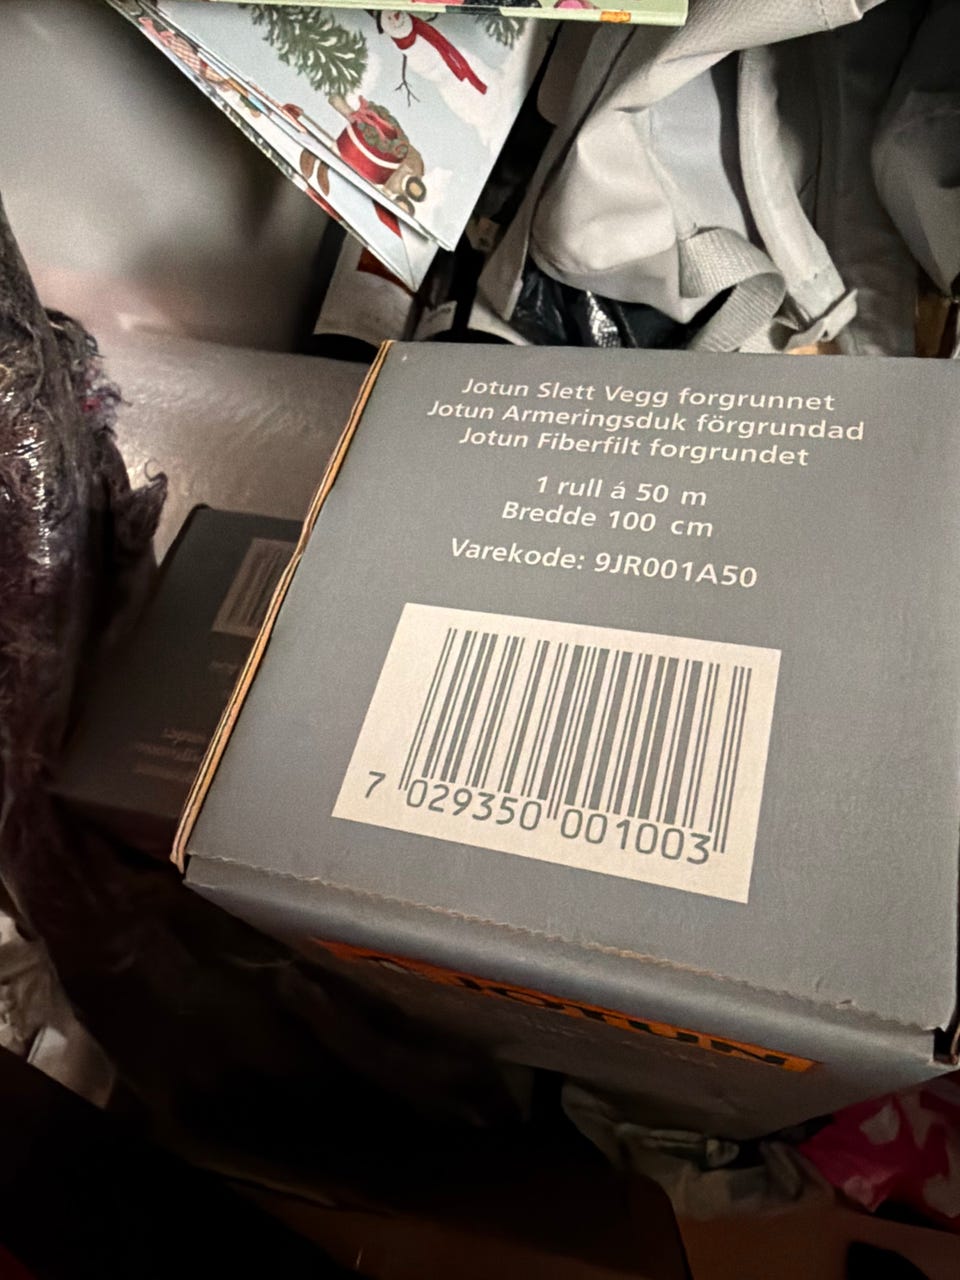 Jotun Slett Vegg forgrunnet
Jotun Armeringsduk förgrundad
Jotun Fiberfilt forgrundet
1 rull á 50 m
Bredde 100 cm
Varekode: 9JR001A50
7 029350 001003
JOTUN